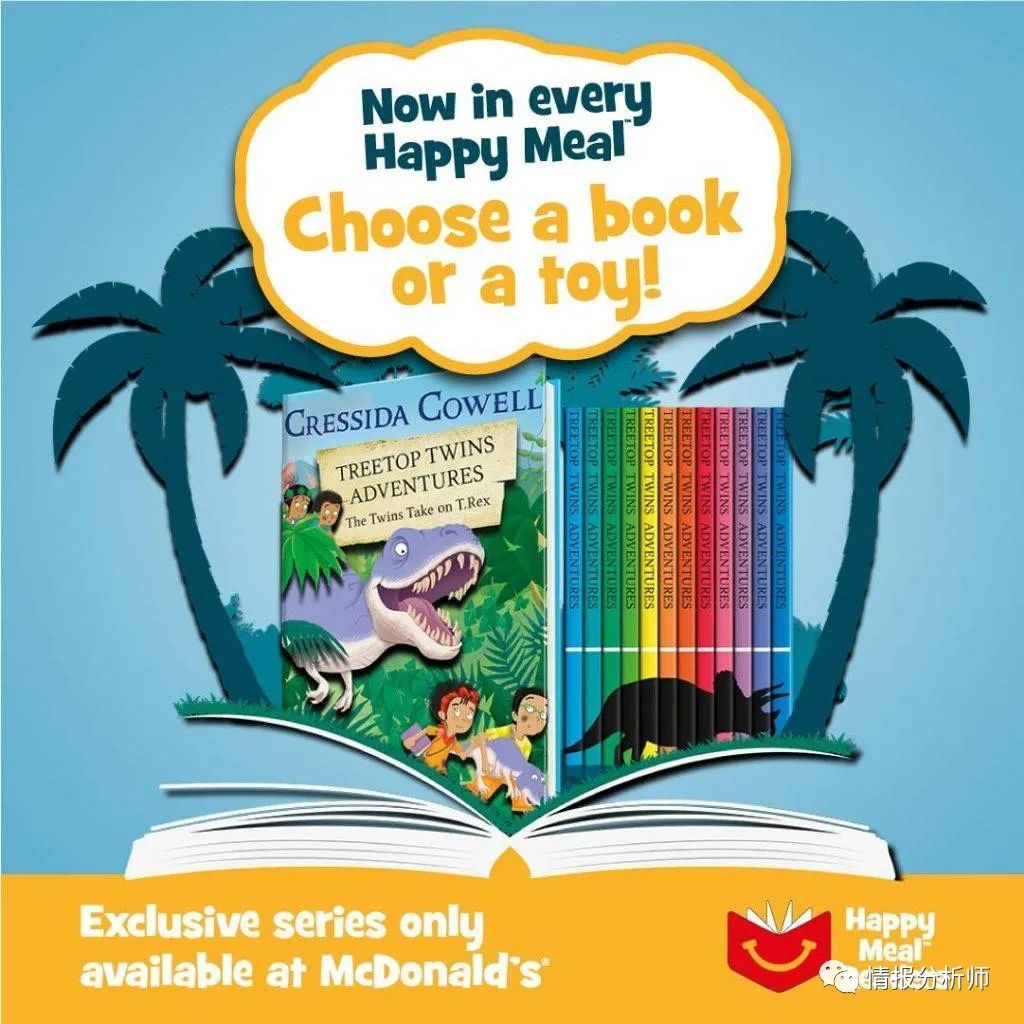 Now in every
Happy Meal™
Choose a book
or a toy!
CRESSIDA COWELL
TREETOP TWINS
ADVENTURES
The Twins Take on T.Rex
TREETOP TWINS ADVENTURES
TREETOP TWINS ADVENTURES
TREETOP TWINS ADVENTURES
TREETOP TWINS ADVENTURES
TREETOP TWINS ADVENTURES
TREETOP TWINS ADVENTURES
TREETOP TWINS ADVENTURES
TREETOP TWINS ADVENTURES
TREETOP TWINS ADVENTURES
TREETOP TWINS ADVENTURES
TREETOP TWINS ADVENTURES
TREETOP TWINS ADVENTURES
Exclusive series only
available at McDonald's®
Happy
Meal™
情报分析师